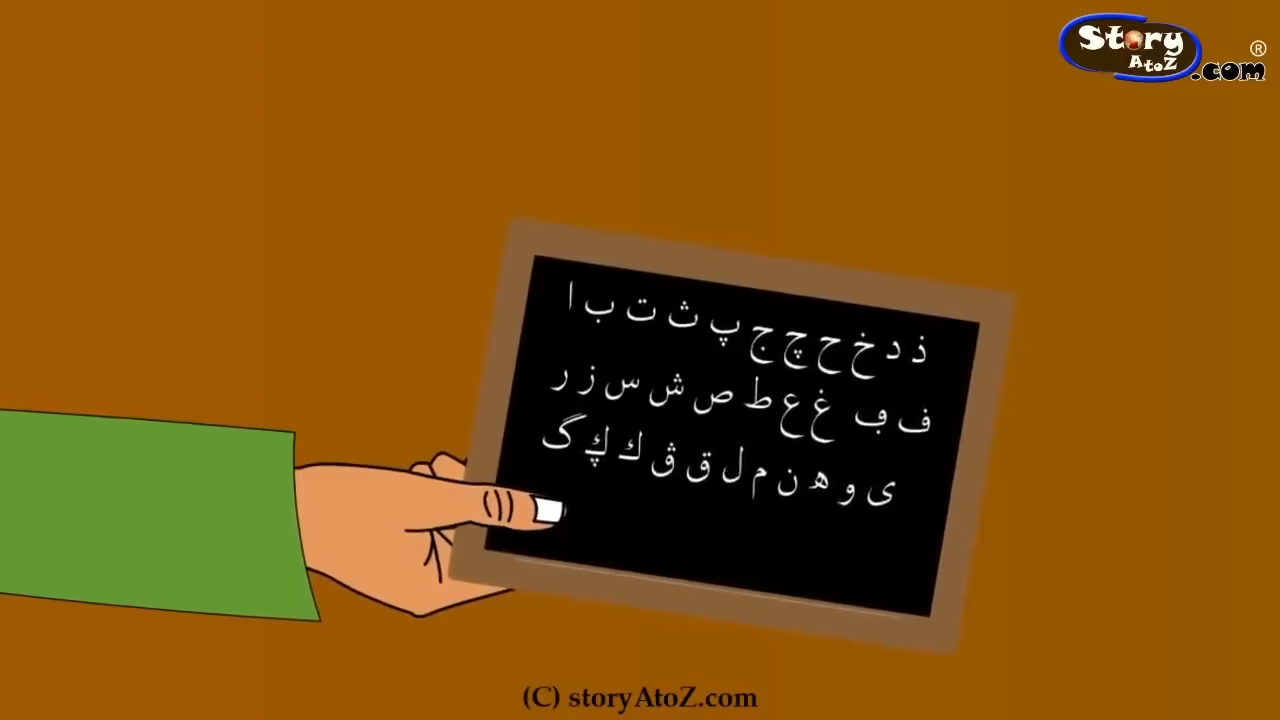 Story
AtoZ
.com ®
ذ د خ ح چ ج پ ث ت ب ا
ف ڢ غ ع ط ص ش س ز ر
ى و ه ن م ل ق ڨ ك ڮ گ
(C) storyAtoZ.com